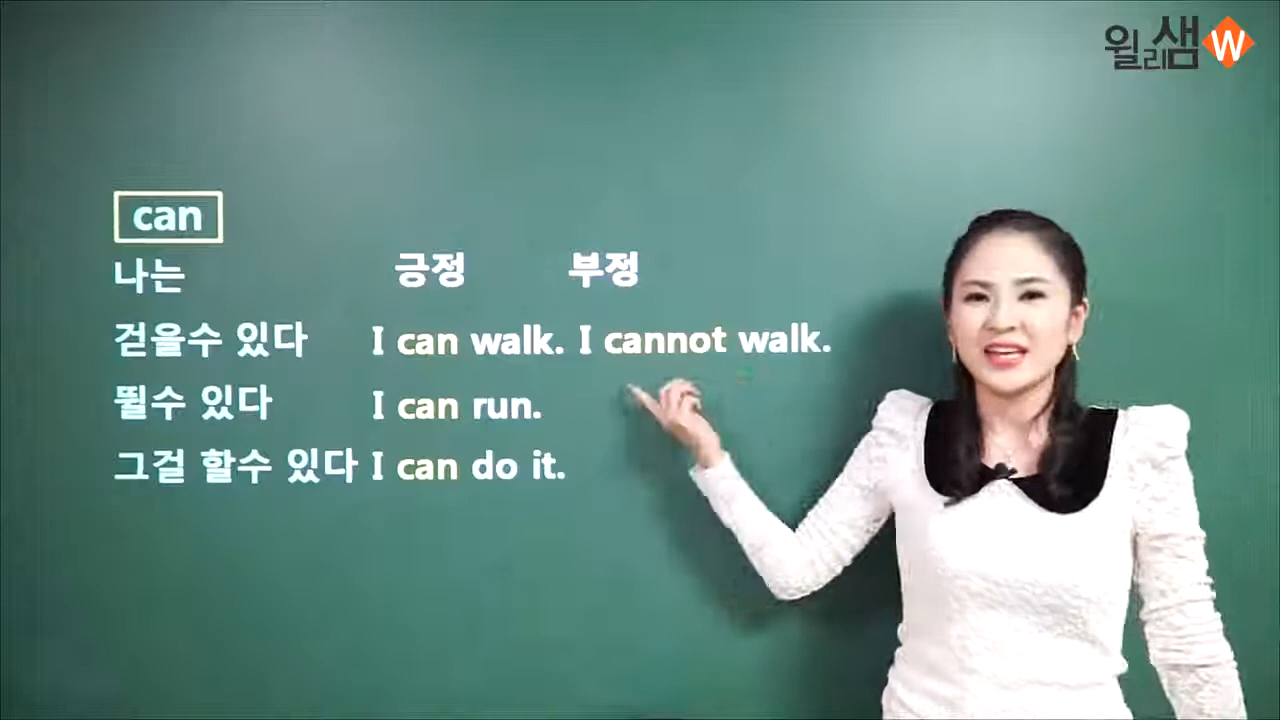 윌리샘 W
can
나는 긍정 부정
걷을수 있다 I can walk. I cannot walk.
뛸수 있다 I can run.
그걸 할수 있다 I can do it.